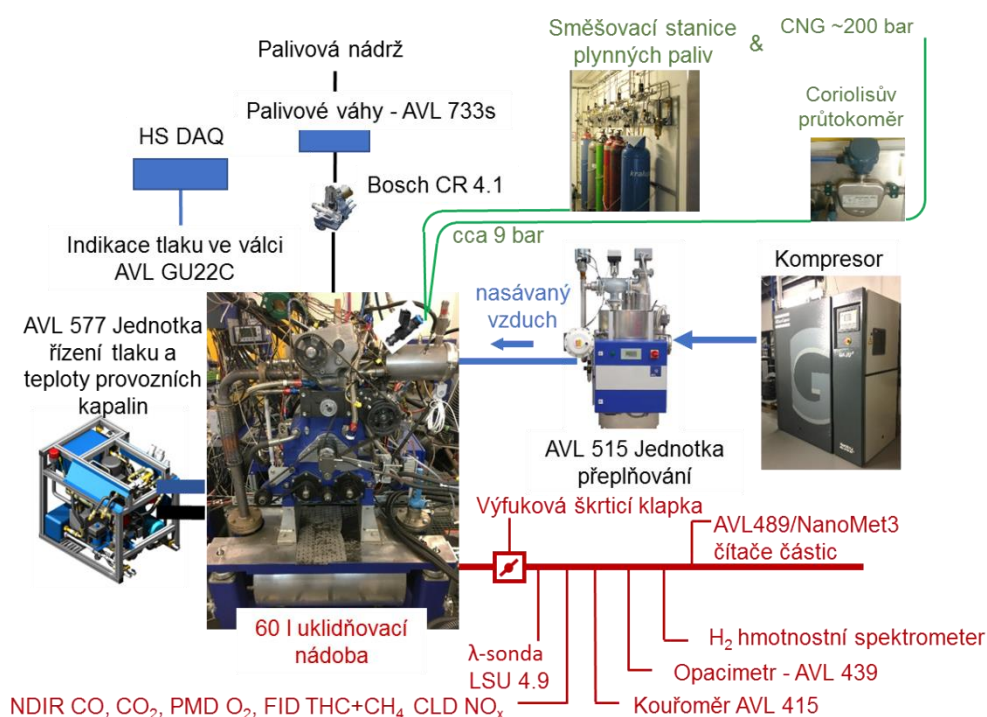 Směšovací stanice
plynných paliv
&
CNG ~200 bar
Palivová nádrž
Palivové váhy - AVL 733s
Coriolisův
průtokoměr
HS DAQ
Bosch CR 4.1
Indikace tlaku ve válci
AVL GU22C
cca 9 bar
Kompresor
nasávaný
vzduch
AVL 577 Jednotka
řízení tlaku a
teploty provozních
kapalin
G
AVL 515 Jednotka
přeplňování
Výfuková škrticí klapka
AVL489/NanoMet3
čítače částic
60 l uklidňovací
nádoba
λ-sonda
LSU 4.9
H₂ hmotnostní spektrometer
Opacimetr - AVL 439
Kouřoměr AVL 415
NDIR CO, CO₂, PMD O₂, FID THC+CH₄ CLD NOₓ